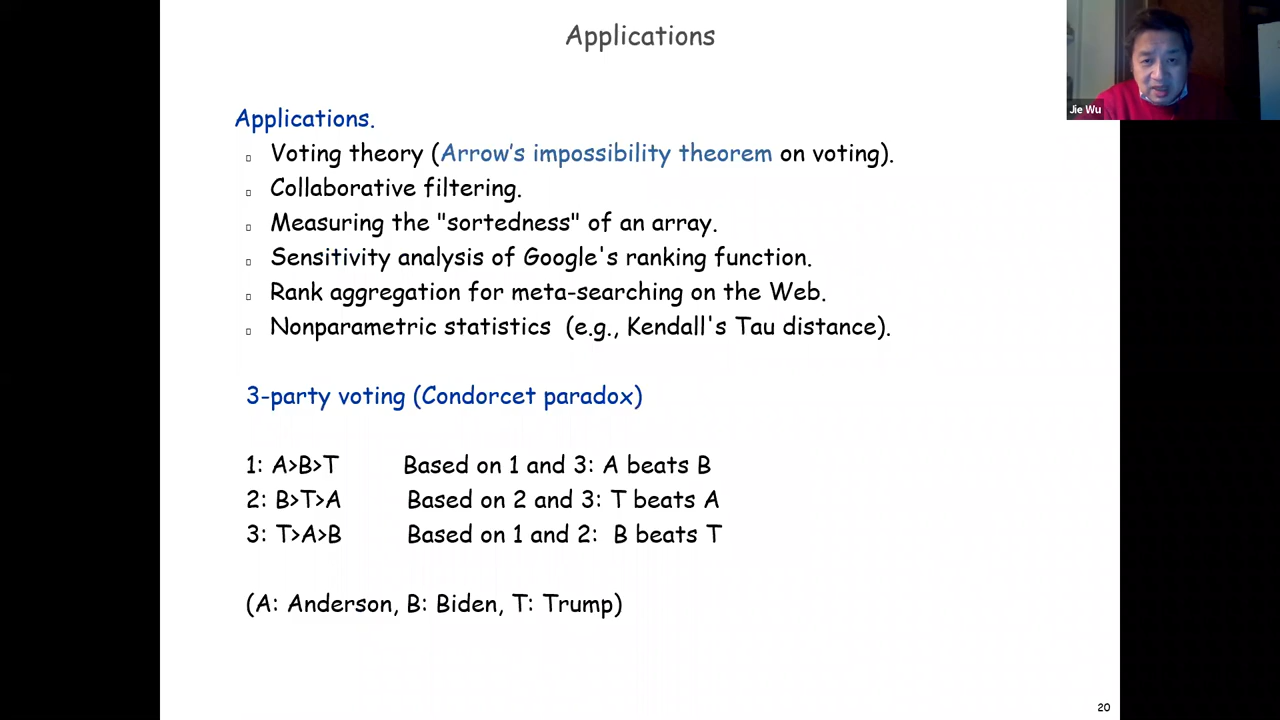 Applications
Jie Wu
Applications.
Voting theory (Arrow's impossibility theorem on voting).
Collaborative filtering.
Measuring the "sortedness" of an array.
Sensitivity analysis of Google's ranking function.
Rank aggregation for meta-searching on the Web.
Nonparametric statistics (e.g., Kendall's Tau distance).
3-party voting (Condorcet paradox)
1: A>B>T Based on 1 and 3: A beats B
2: B>T>A Based on 2 and 3: T beats A
3: T>A>B Based on 1 and 2: B beats T
(A: Anderson, B: Biden, T: Trump)
20